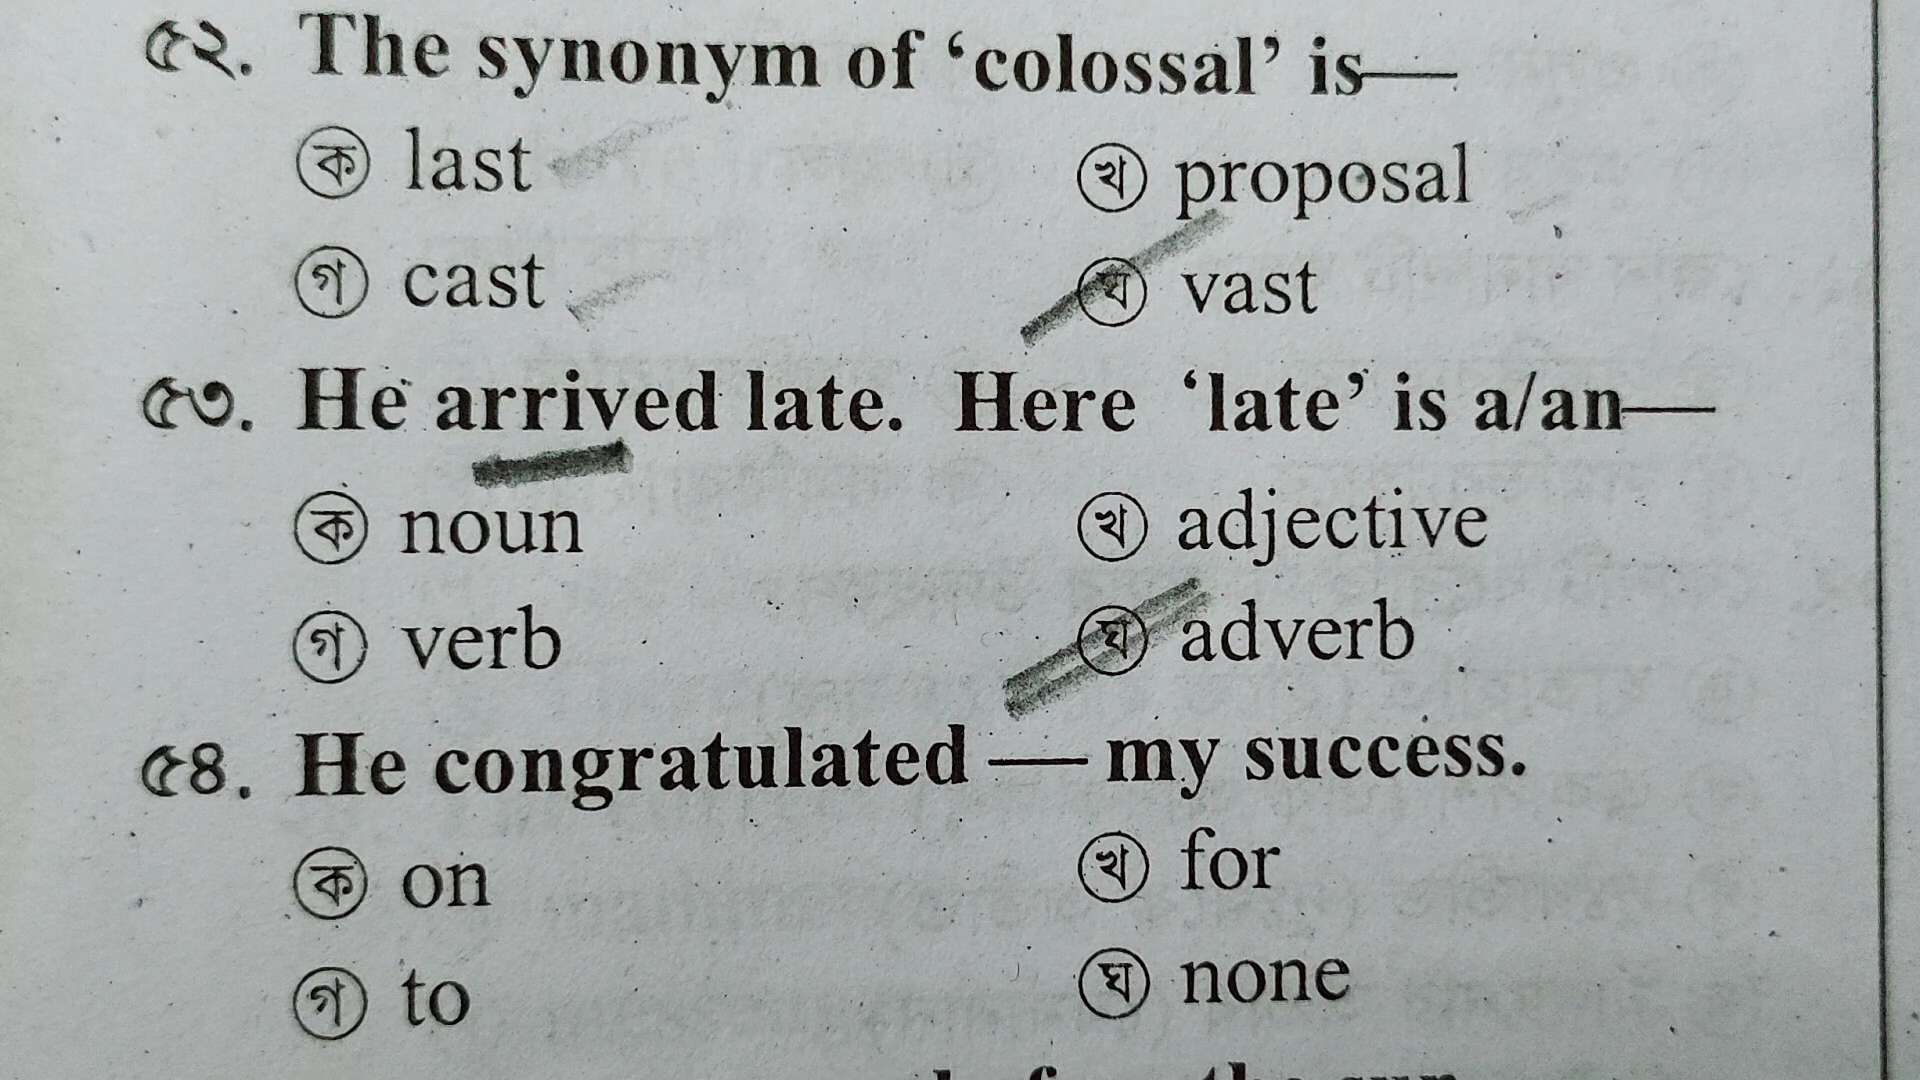 ৫২. The synonym of ‘colossal’ is—
ক last খ proposal
গ cast ঘ vast
৫৩. He arrived late. Here ‘late’ is a/an—
ক noun খ adjective
গ verb ঘ adverb
৫৪. He congratulated — my success.
ক on খ for
গ to ঘ none